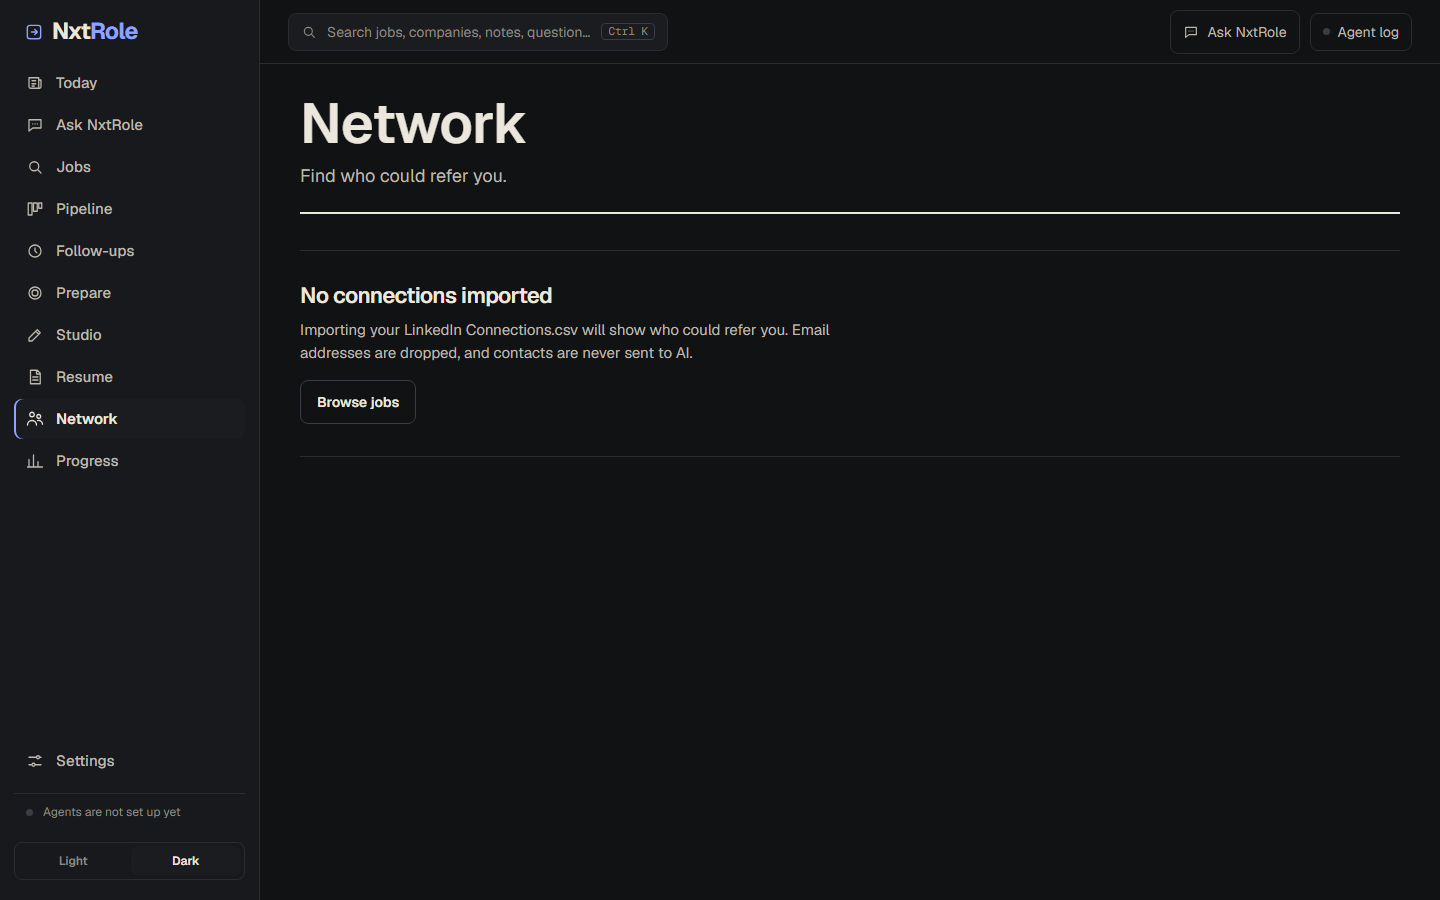 NxtRole
Search jobs, companies, notes, question...
Ctrl K
Ask NxtRole
Agent log
Today
Ask NxtRole
Jobs
Pipeline
Follow-ups
Prepare
Studio
Resume
Network
Progress
Settings
Agents are not set up yet
Light
Dark
Network
Find who could refer you.
No connections imported
Importing your LinkedIn Connections.csv will show who could refer you. Email
addresses are dropped, and contacts are never sent to AI.
Browse jobs